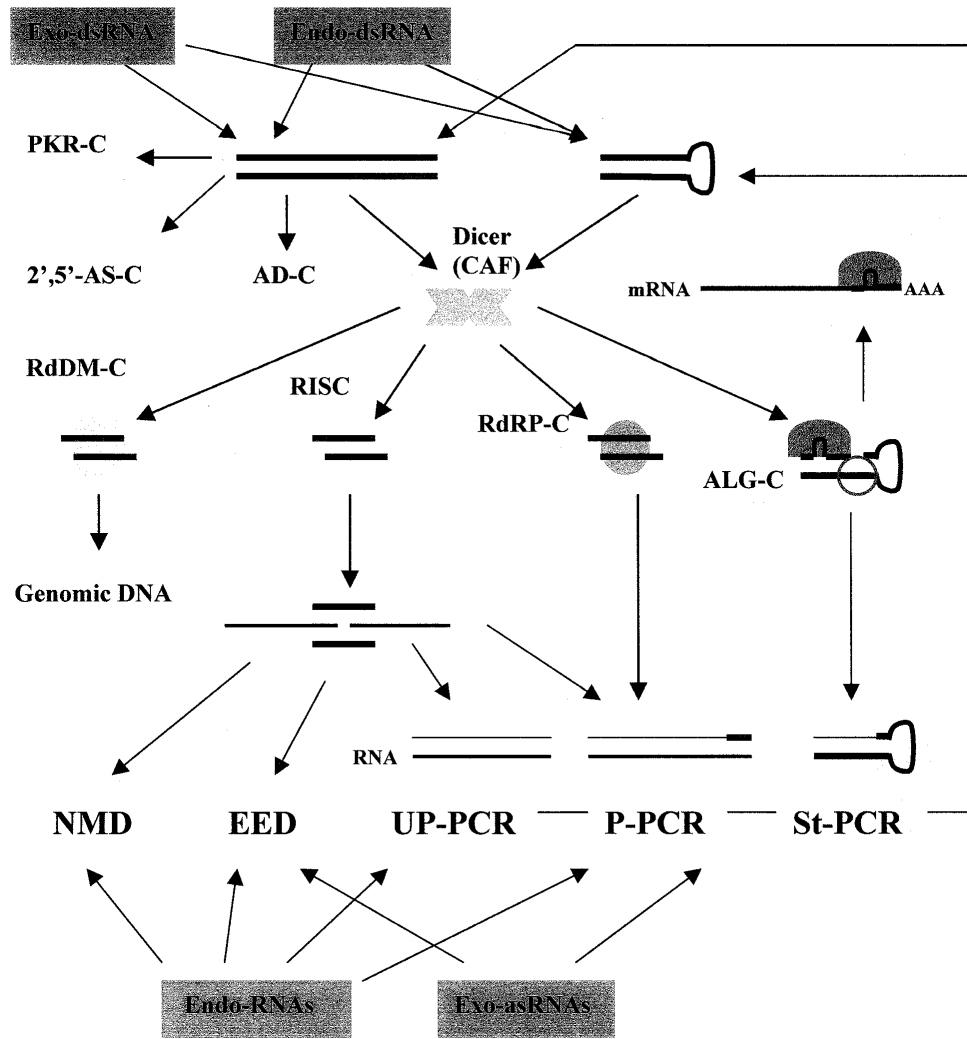 Exo-dsRNA
Endo-dsRNA
PKR-C
2',5'-AS-C
AD-C
Dicer
(CAF)
mRNA
AAA
RdDM-C
RISC
RdRP-C
ALG-C
Genomic DNA
RNA
NMD
EED
UP-PCR
P-PCR
St-PCR
Endo-RNAs
Exo-asRNAs